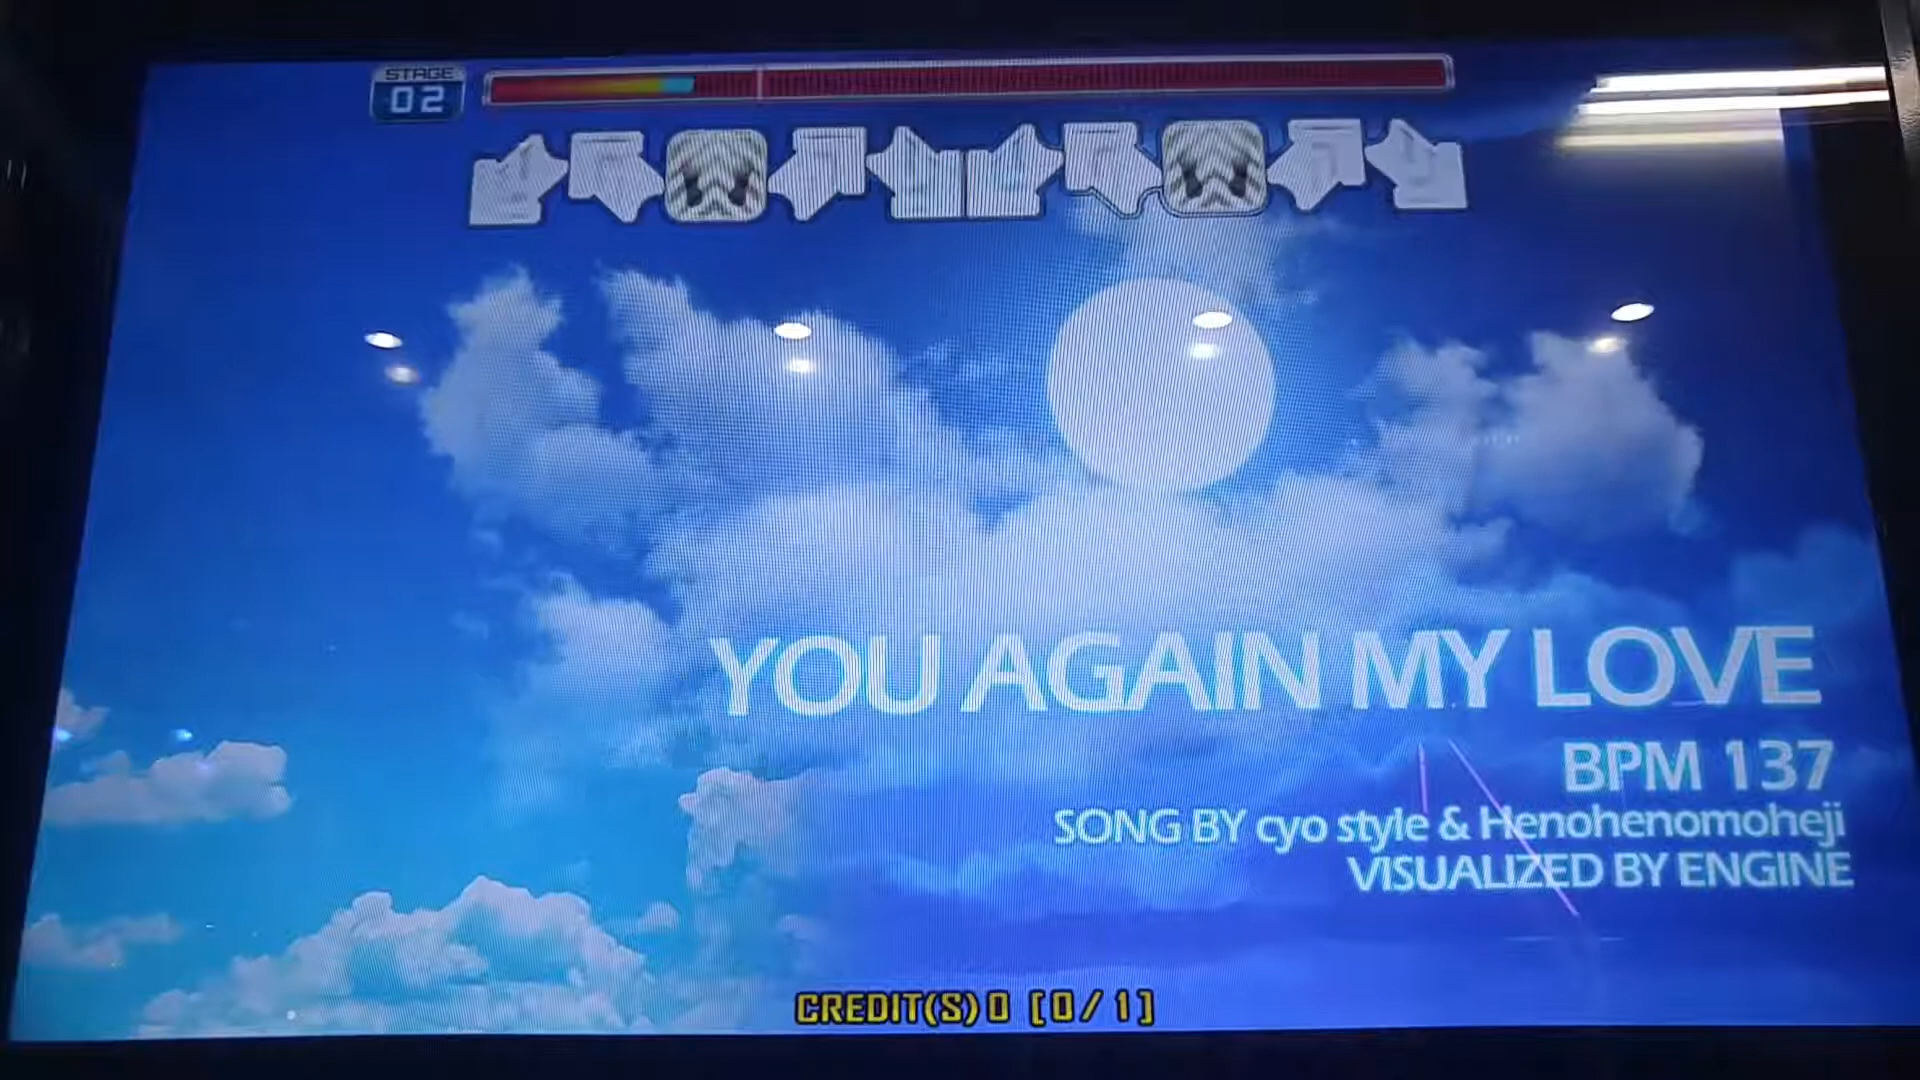 STAGE
02
YOU AGAIN MY LOVE
BPM 137
SONG BY cyo style & Henohenomoheji
VISUALIZED BY ENGINE
CREDIT(S) 0 [0/1]